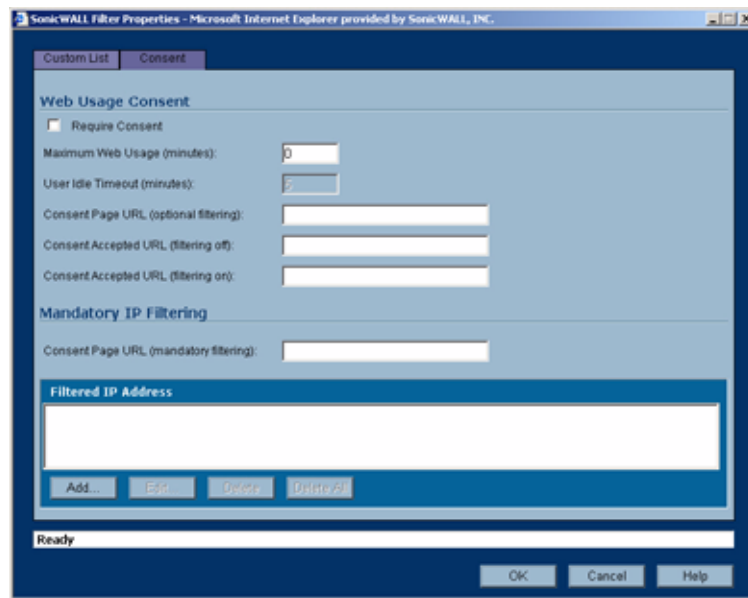 SonicWALL Filter Properties - Microsoft Internet Explorer provided by SonicWALL, INC.
Custom List Consent
Web Usage Consent
Require Consent
Maximum Web Usage (minutes): 0
User Idle Timeout (minutes): 5
Consent Page URL (optional filtering):
Consent Accepted URL (filtering off):
Consent Accepted URL (filtering on):
Mandatory IP Filtering
Consent Page URL (mandatory filtering):
Filtered IP Address
Add... Edit... Delete Delete All
Ready
OK Cancel Help